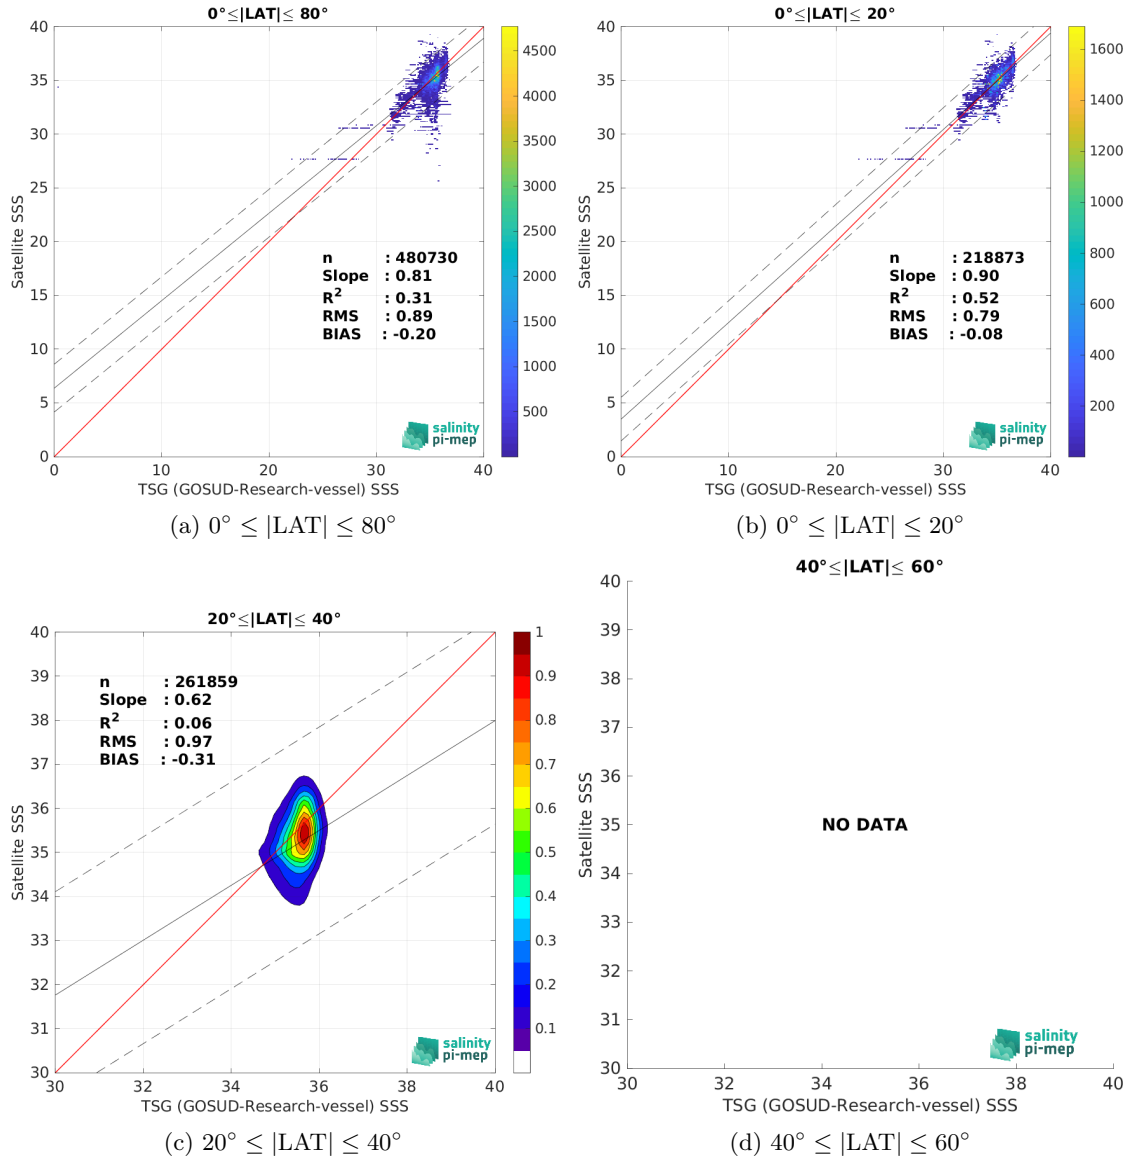 0°≤|LAT|≤ 80°
40
35
30
25
20
15
10
5
0
Satellite SSS
n : 480730
Slope : 0.81
R² : 0.31
RMS : 0.89
BIAS : -0.20
salinity
pi-mep
0 10 20 30 40
TSG (GOSUD-Research-vessel) SSS
4500
4000
3500
3000
2500
2000
1500
1000
500
(a) 0° ≤ |LAT| ≤ 80°
0°≤|LAT|≤ 20°
40
35
30
25
20
15
10
5
0
Satellite SSS
n : 218873
Slope : 0.90
R² : 0.52
RMS : 0.79
BIAS : -0.08
salinity
pi-mep
0 10 20 30 40
TSG (GOSUD-Research-vessel) SSS
1600
1400
1200
1000
800
600
400
200
(b) 0° ≤ |LAT| ≤ 20°
20°≤|LAT|≤ 40°
40
39
38
37
36
35
34
33
32
31
30
Satellite SSS
n : 261859
Slope : 0.62
R² : 0.06
RMS : 0.97
BIAS : -0.31
salinity
pi-mep
30 32 34 36 38 40
TSG (GOSUD-Research-vessel) SSS
1
0.9
0.8
0.7
0.6
0.5
0.4
0.3
0.2
0.1
(c) 20° ≤ |LAT| ≤ 40°
40°≤|LAT|≤ 60°
40
39
38
37
36
35
34
33
32
31
30
Satellite SSS
NO DATA
salinity
pi-mep
30 32 34 36 38 40
TSG (GOSUD-Research-vessel) SSS
(d) 40° ≤ |LAT| ≤ 60°